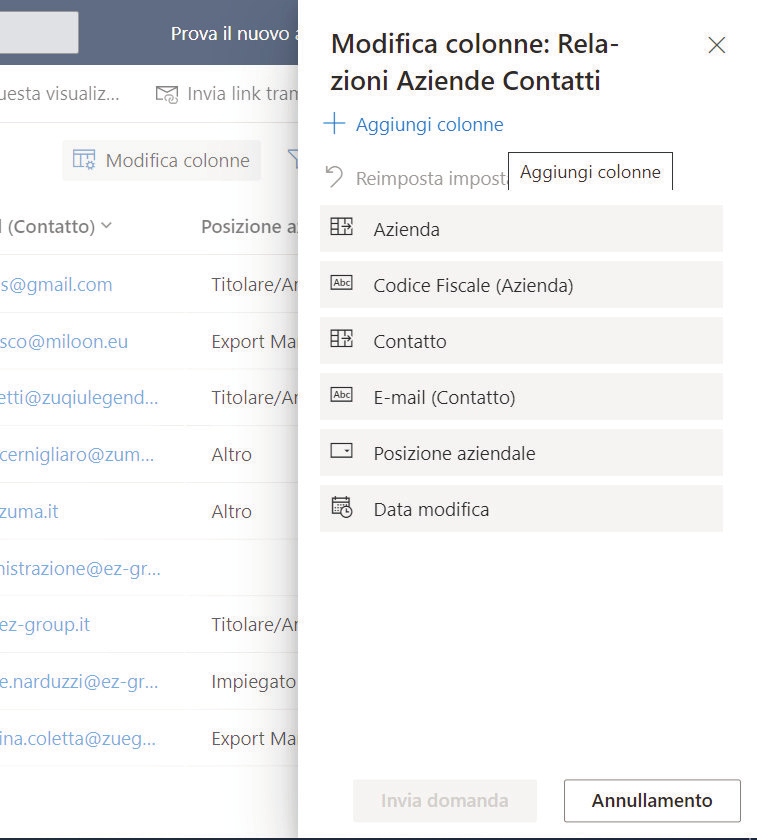 Prova il nuovo
Modifica colonne: Rela-
zioni Aziende Contatti
uesta visualiz...
Invia link tram
Aggiungi colonne
Modifica colonne
Reimposta imposta
Aggiungi colonne
(Contatto)
Posizione a
Azienda
s@gmail.com
Titolare/Ar
Codice Fiscale (Azienda)
Abc
sco@miloon.eu
Export Ma
Contatto
etti@zuqiulegend...
Titolare/Ar
E-mail (Contatto)
Abc
cernigliaro@zum...
Altro
Posizione aziendale
zuma.it
Altro
Data modifica
nistrazione@ez-gr...
ez-group.it
Titolare/Ar
e.narduzzi@ez-gr...
Impiegato
ina.coletta@zueg...
Export Ma
Invia domanda
Annullamento